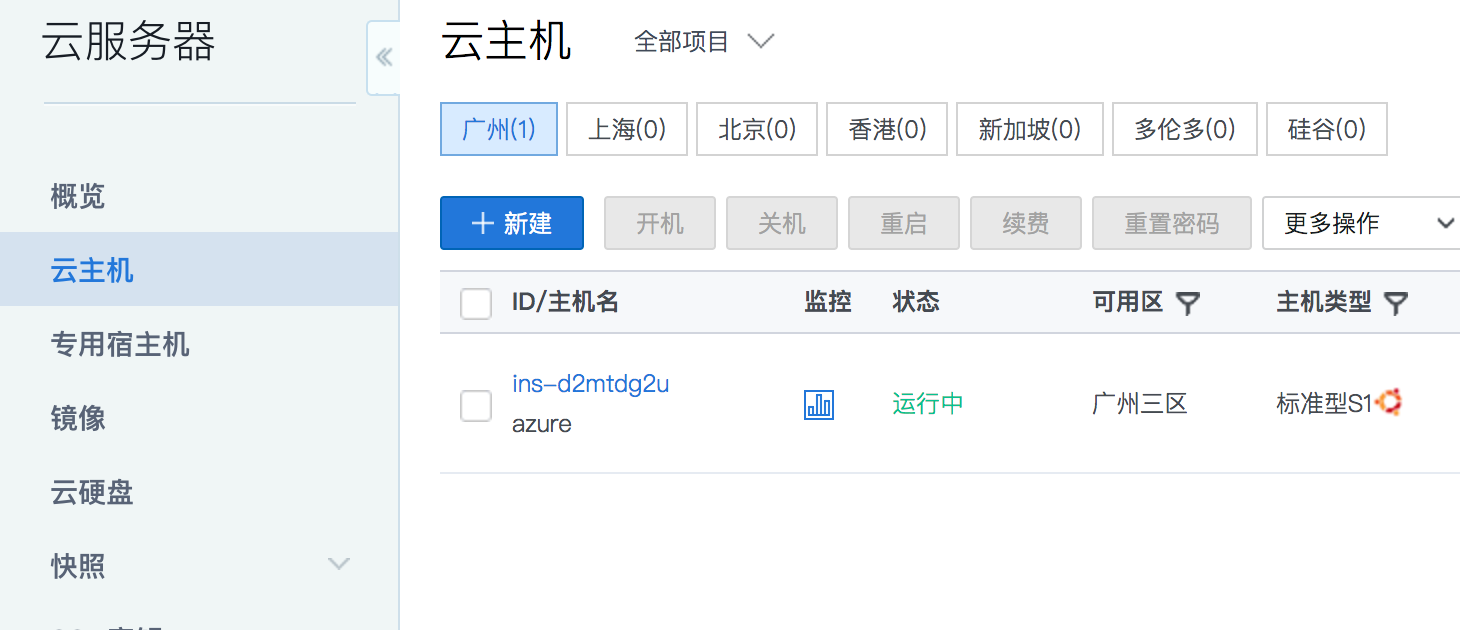 云服务器
云主机 全部项目
广州(1) 上海(0) 北京(0) 香港(0) 新加坡(0) 多伦多(0) 硅谷(0)
概览
云主机
专用宿主机
镜像
云硬盘
快照
新建 开机 关机 重启 续费 重置密码 更多操作
ID/主机名 监控 状态 可用区 主机类型
ins-d2mtdg2u
azure
运行中 广州三区 标准型S1